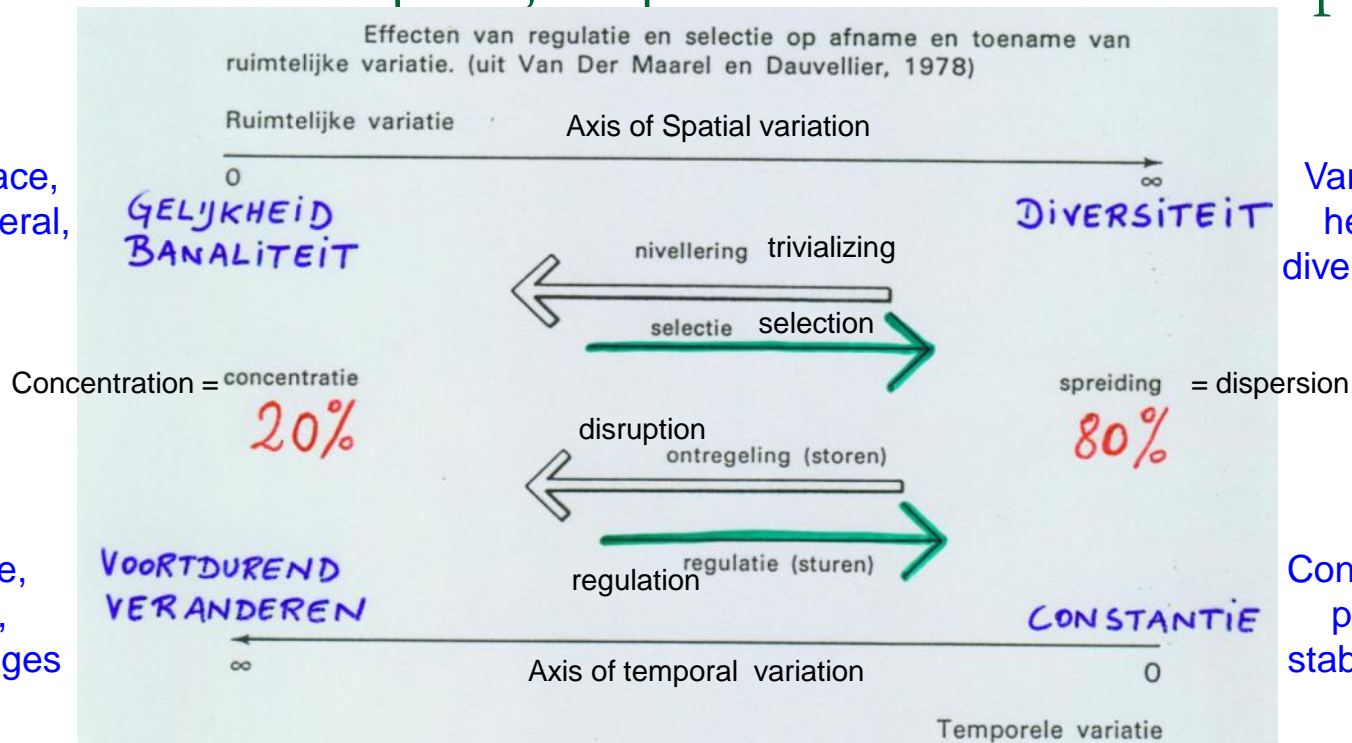 Effecten van regulatie en selectie op afname en toename van
ruimtelijke variatie. (uit Van Der Maarel en Dauvellier, 1978)
Ruimtelijke variatie Axis of Spatial variation
0 ∞
GELIJKHEID
BANALITEIT
DIVERSITEIT
nivellering trivializing
selectie selection
Concentration = concentratie
20%
spreiding = dispersion
80%
disruption
ontregeling (storen)
regulatie (sturen)
regulation
VOORTDUREND
VERANDEREN
CONSTANTIE
∞ Axis of temporal variation 0
Temporele variatie